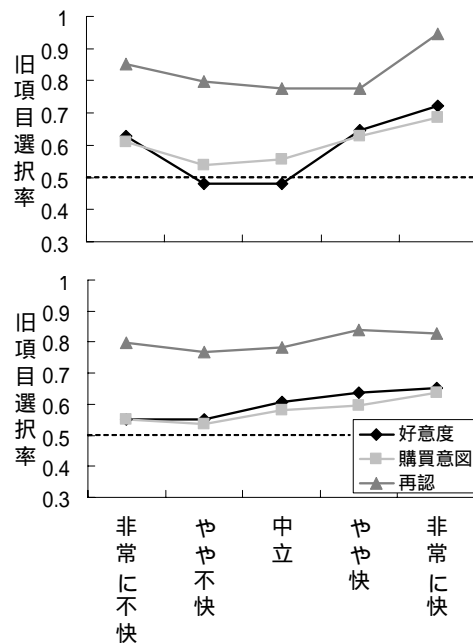 1
0.9
0.8
0.7
0.6
0.5
0.4
0.3
旧項目選択率
1
0.9
0.8
0.7
0.6
0.5
0.4
0.3
旧項目選択率
好意度
購買意図
再認
非常に不快
やや不快
中立
やや快
非常に快